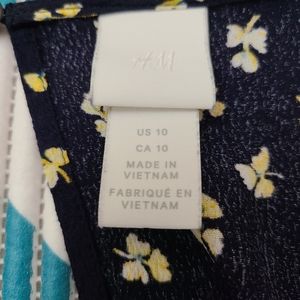 H&M
US 10
CA 10
MADE IN
VIETNAM
FABRIQUÉ EN
VIETNAM